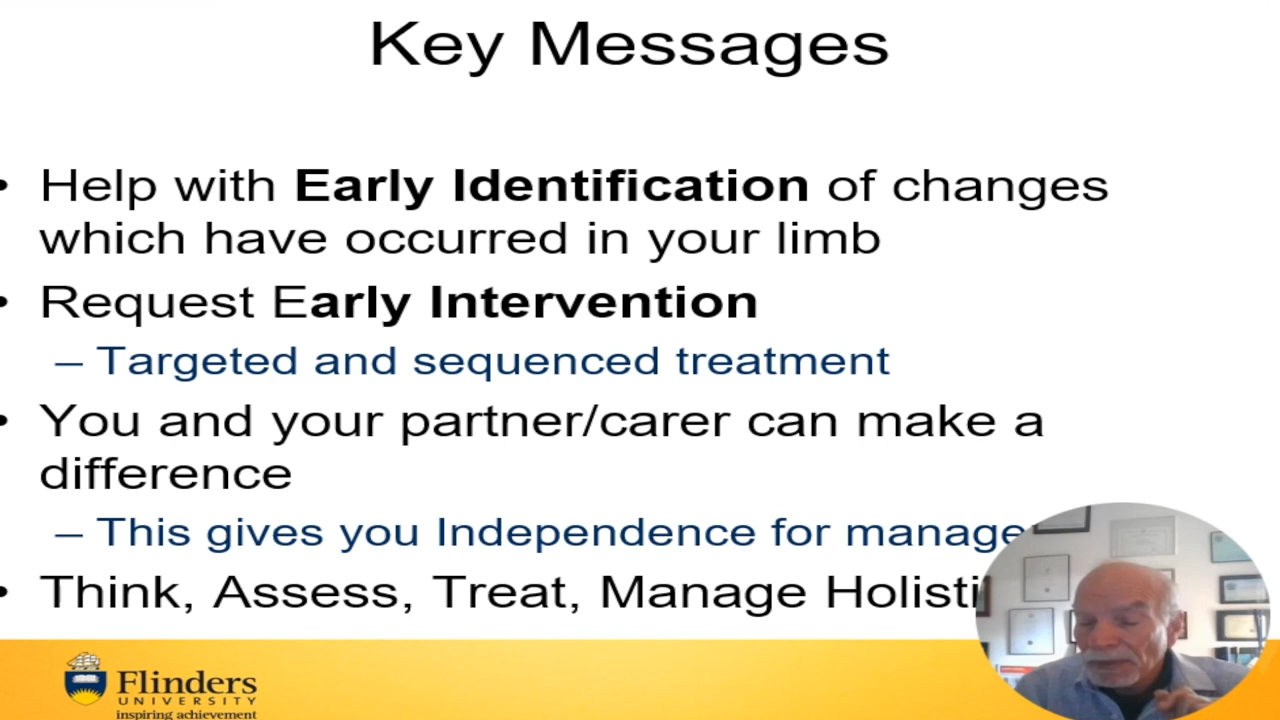 Key Messages
• Help with Early Identification of changes
which have occurred in your limb
• Request Early Intervention
– Targeted and sequenced treatment
• You and your partner/carer can make a
difference
– This gives you Independence for manage
• Think, Assess, Treat, Manage Holisti
Flinders
UNIVERSITY
inspiring achievement